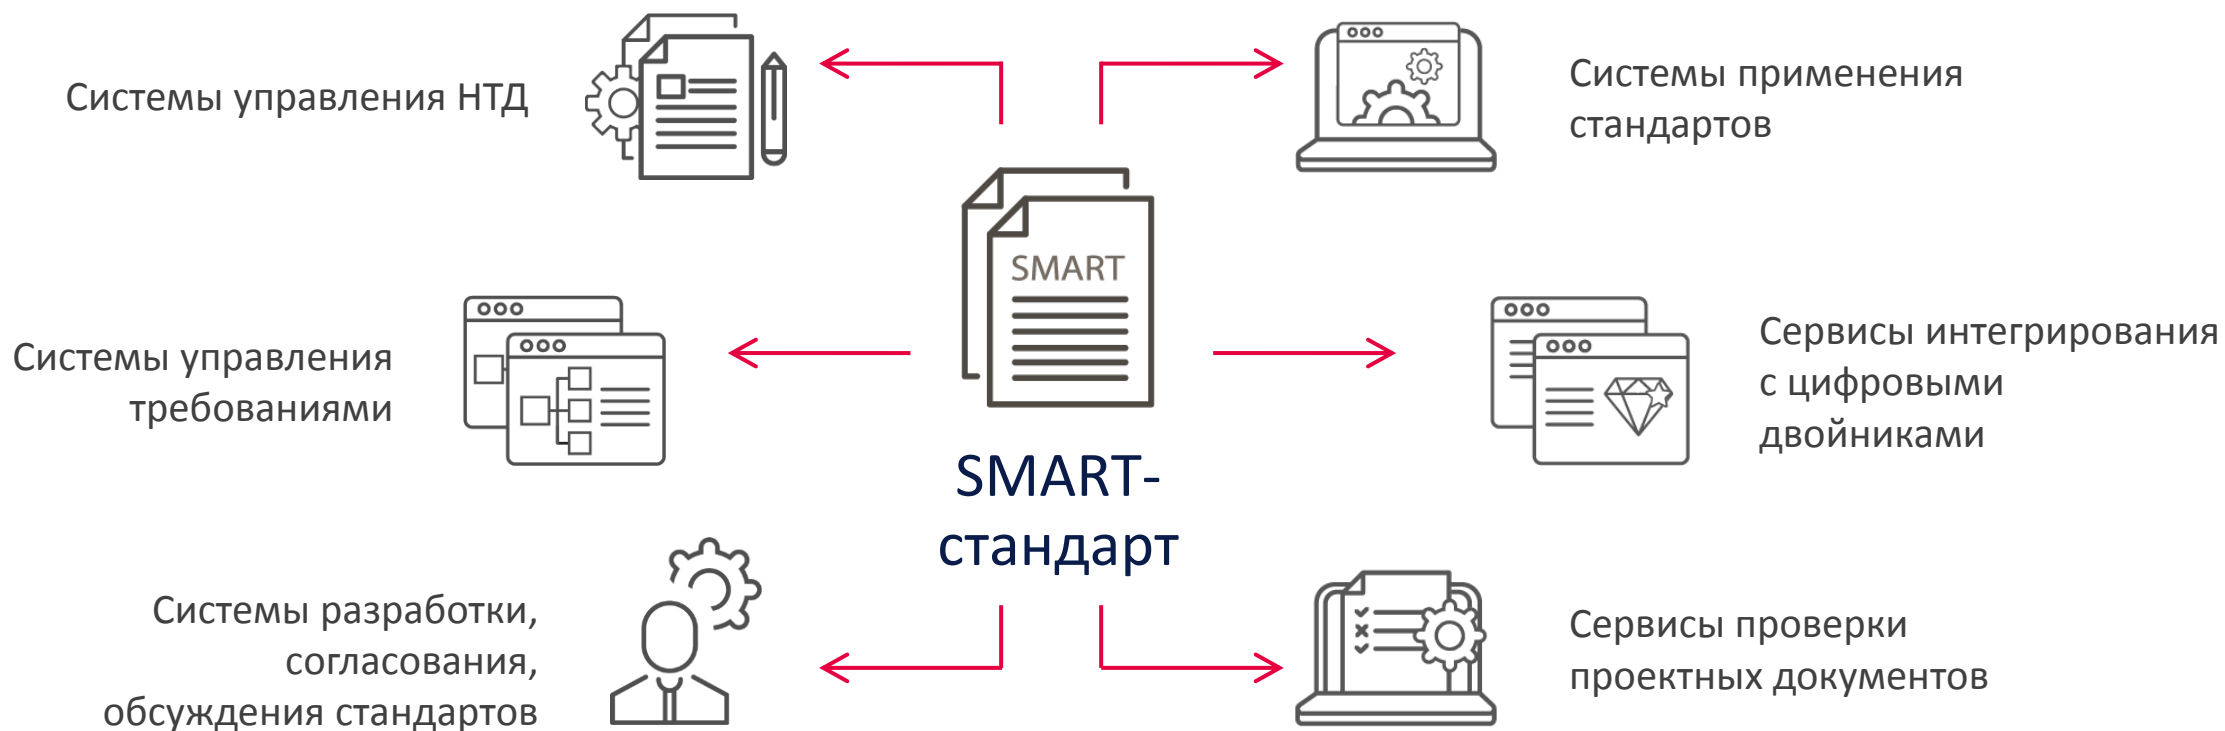 Системы управления НТД
Системы применения
стандартов
SMART
Системы управления
требованиями
Сервисы интегрирования
с цифровыми
двойниками
SMART-
стандарт
Системы разработки,
согласования,
обсуждения стандартов
Сервисы проверки
проектных документов